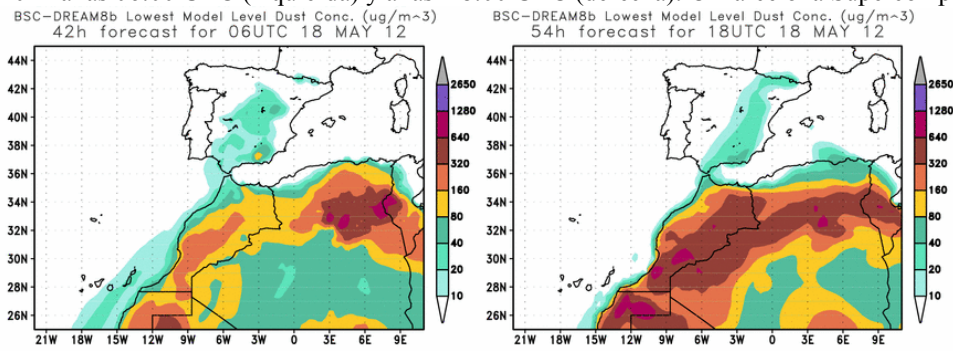 BSC-DREAM8b Lowest Model Level Dust Conc. (ug/m^3)
42h forecast for 06UTC 18 MAY 12
44N
42N
40N
38N
36N
34N
32N
30N
28N
26N
21W 18W 15W 12W 9W 6W 3W 0 3E 6E 9E
2650
1280
640
320
160
80
40
20
10
BSC-DREAM8b Lowest Model Level Dust Conc. (ug/m^3)
54h forecast for 18UTC 18 MAY 12
44N
42N
40N
38N
36N
34N
32N
30N
28N
26N
21W 18W 15W 12W 9W 6W 3W 0 3E 6E 9E
2650
1280
640
320
160
80
40
20
10